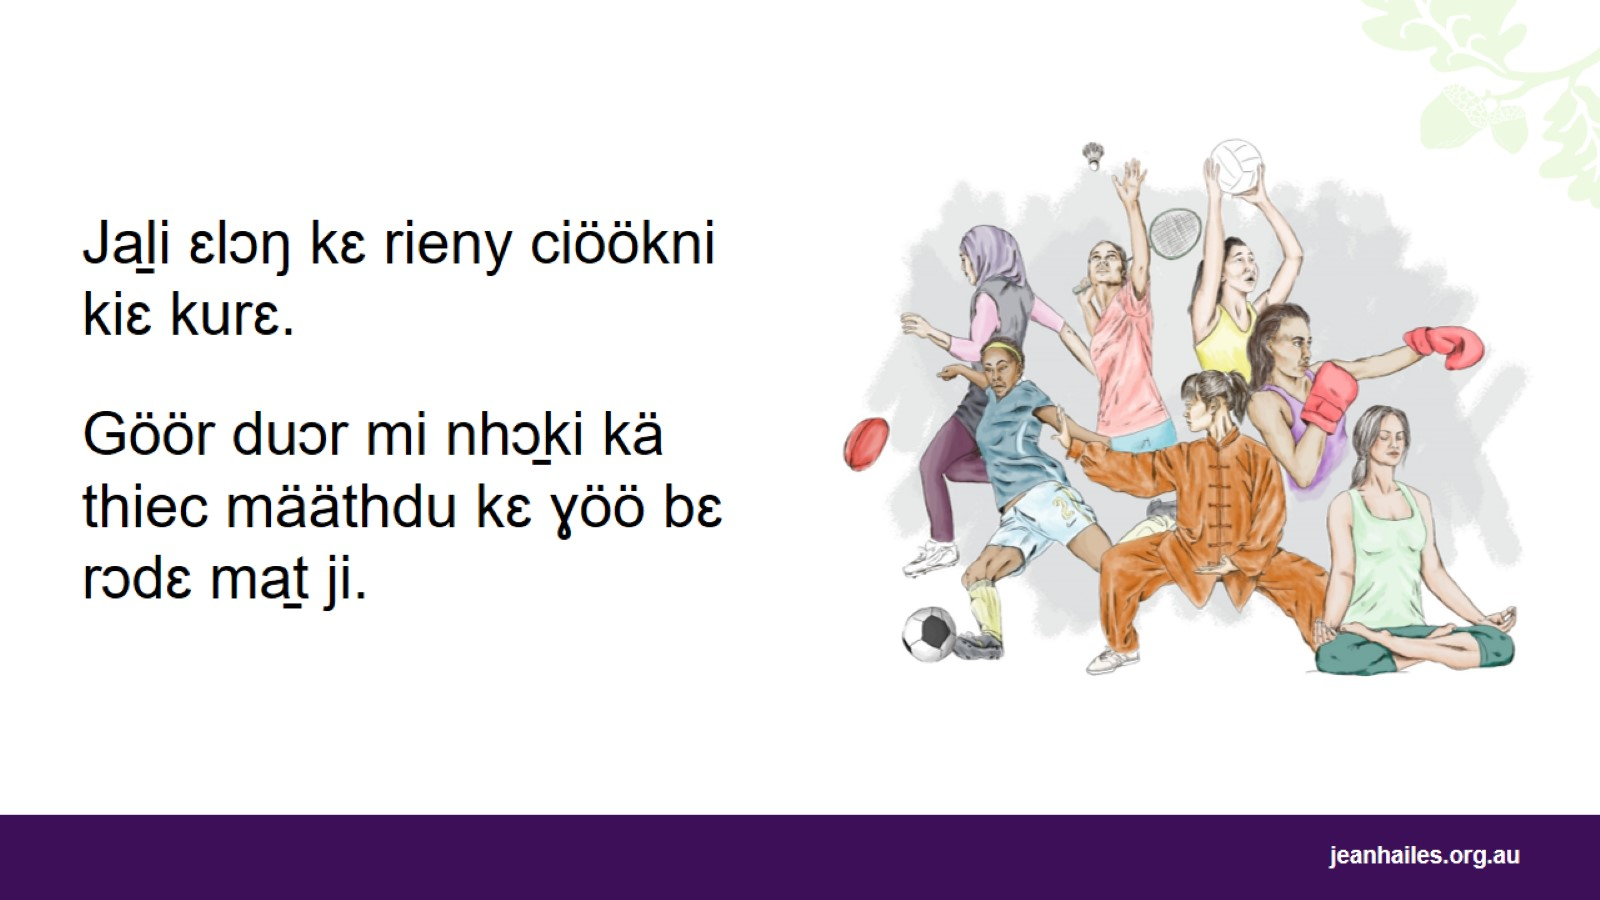 Ja̱li ɛlɔŋ kɛ rieny ciöökni
kiɛ kurɛ.
Göör duɔr mi nhɔ̱ki kä
thiec määthdu kɛ ɣöö bɛ
rɔdɛ ma̱t ji.
jeanhailes.org.au